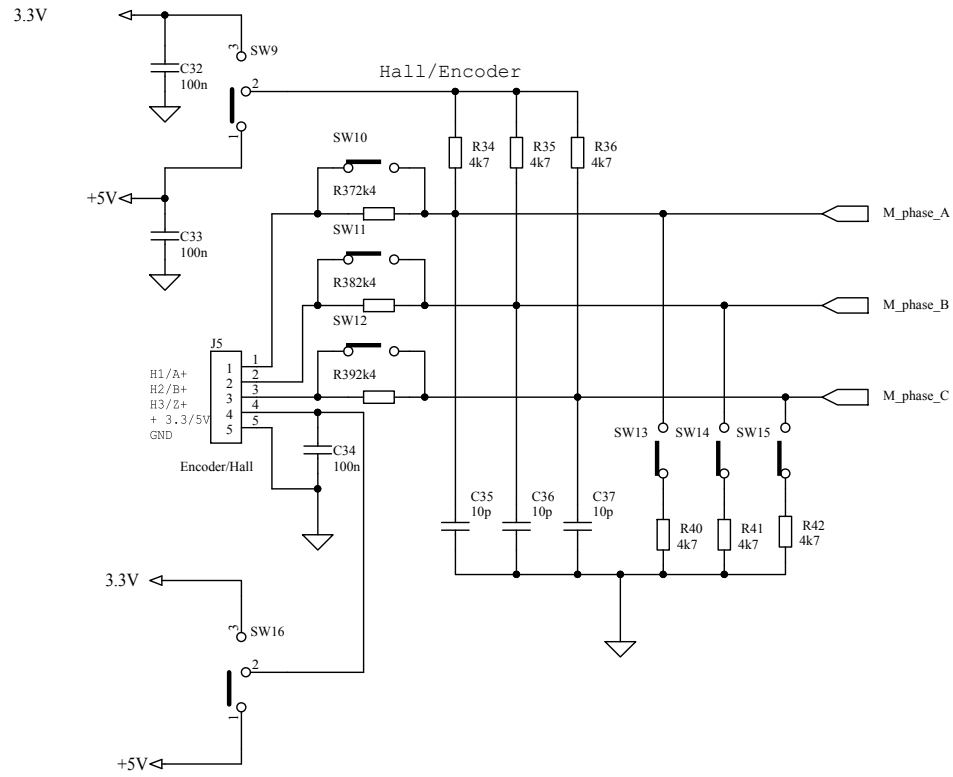 3.3V
3
SW9
C32
100n
Hall/Encoder
2
1
SW10
R34
4k7
R35
4k7
R36
4k7
+5V
R372k4
SW11
M_phase_A
C33
100n
R382k4
SW12
M_phase_B
J5
H1/A+
H2/B+
H3/Z+
+ 3.3/5V
GND
1
2
3
4
5
1
2
3
4
5
R392k4
M_phase_C
Encoder/Hall
C34
100n
SW13
SW14
SW15
C35
10p
C36
10p
C37
10p
R40
4k7
R41
4k7
R42
4k7
3.3V
3
SW16
2
1
+5V